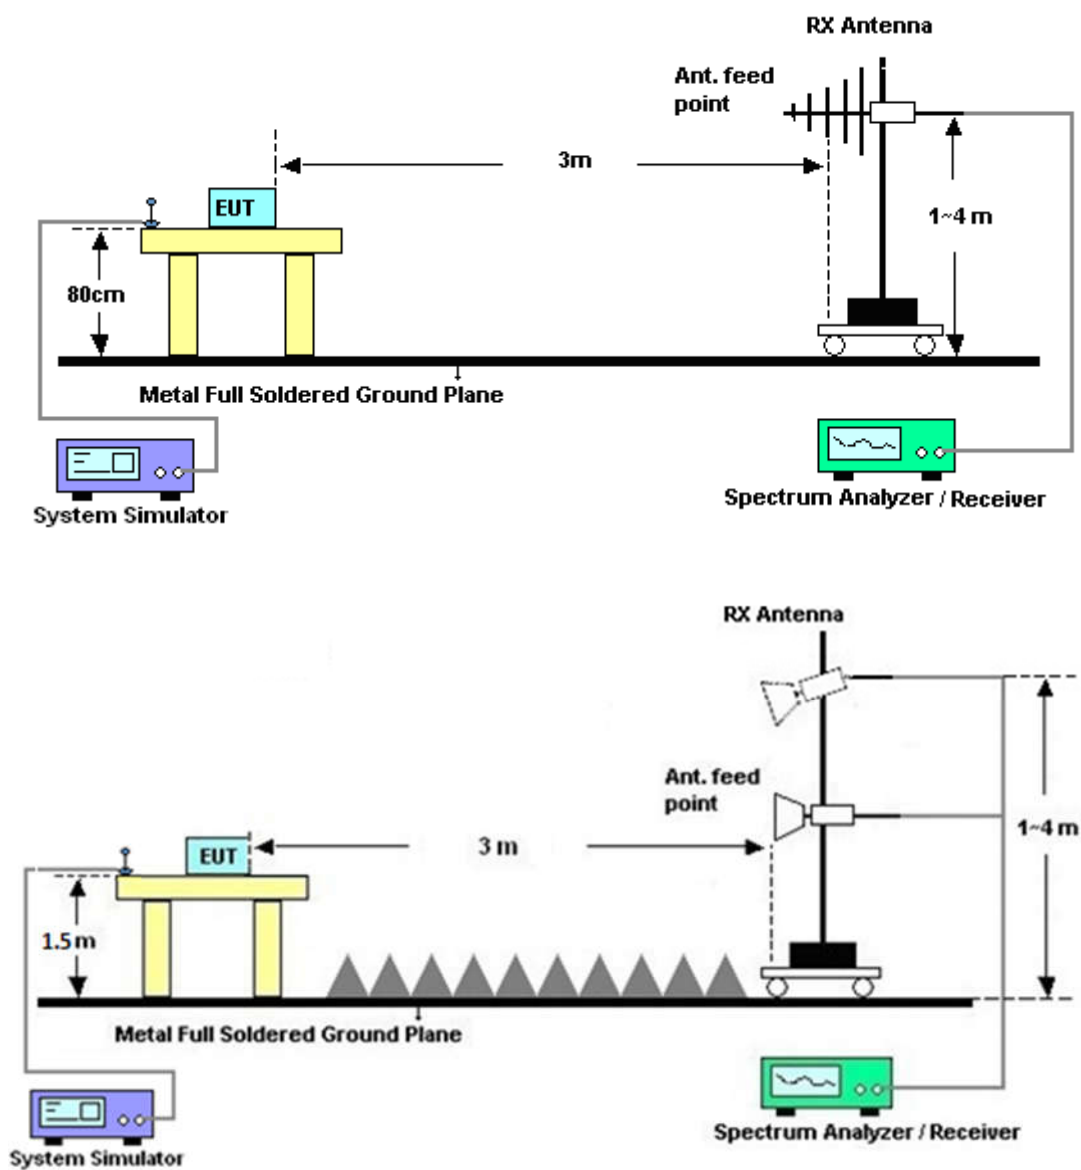 RX Antenna
Ant. feed
point
3m
EUT
1~4 m
80cm
Metal Full Soldered Ground Plane
System Simulator
Spectrum Analyzer / Receiver
RX Antenna
Ant. feed
point
3 m
1~4 m
EUT
1.5 m
Metal Full Soldered Ground Plane
Spectrum Analyzer / Receiver
System Simulator